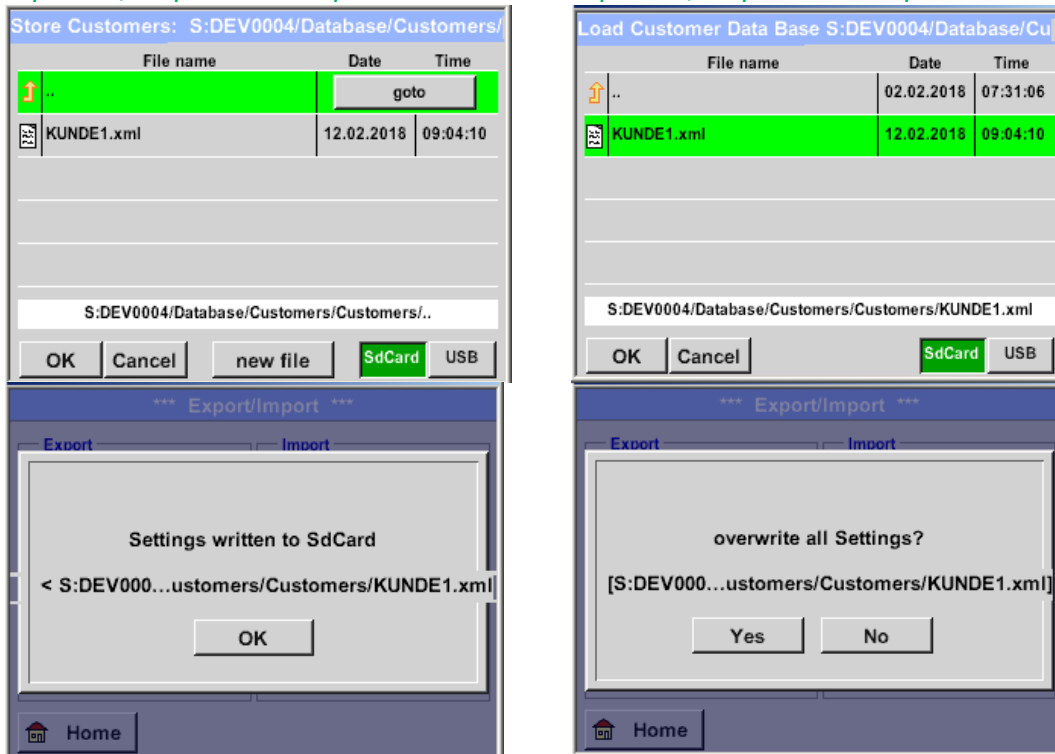 Store Customers: S:DEV0004/Database/Customers/
File name Date Time
.. goto
KUNDE1.xml 12.02.2018 09:04:10
S:DEV0004/Database/Customers/Customers/..
OK Cancel new file SdCard USB
Load Customer Data Base S:DEV0004/Database/Cu
File name Date Time
.. 02.02.2018 07:31:06
KUNDE1.xml 12.02.2018 09:04:10
S:DEV0004/Database/Customers/Customers/KUNDE1.xml
OK Cancel SdCard USB
*** Export/Import ***
Export Import
Settings written to SdCard
< S:DEV000...ustomers/Customers/KUNDE1.xml
OK
Home
*** Export/Import ***
Export Import
overwrite all Settings?
[S:DEV000...ustomers/Customers/KUNDE1.xml]
Yes No
Home